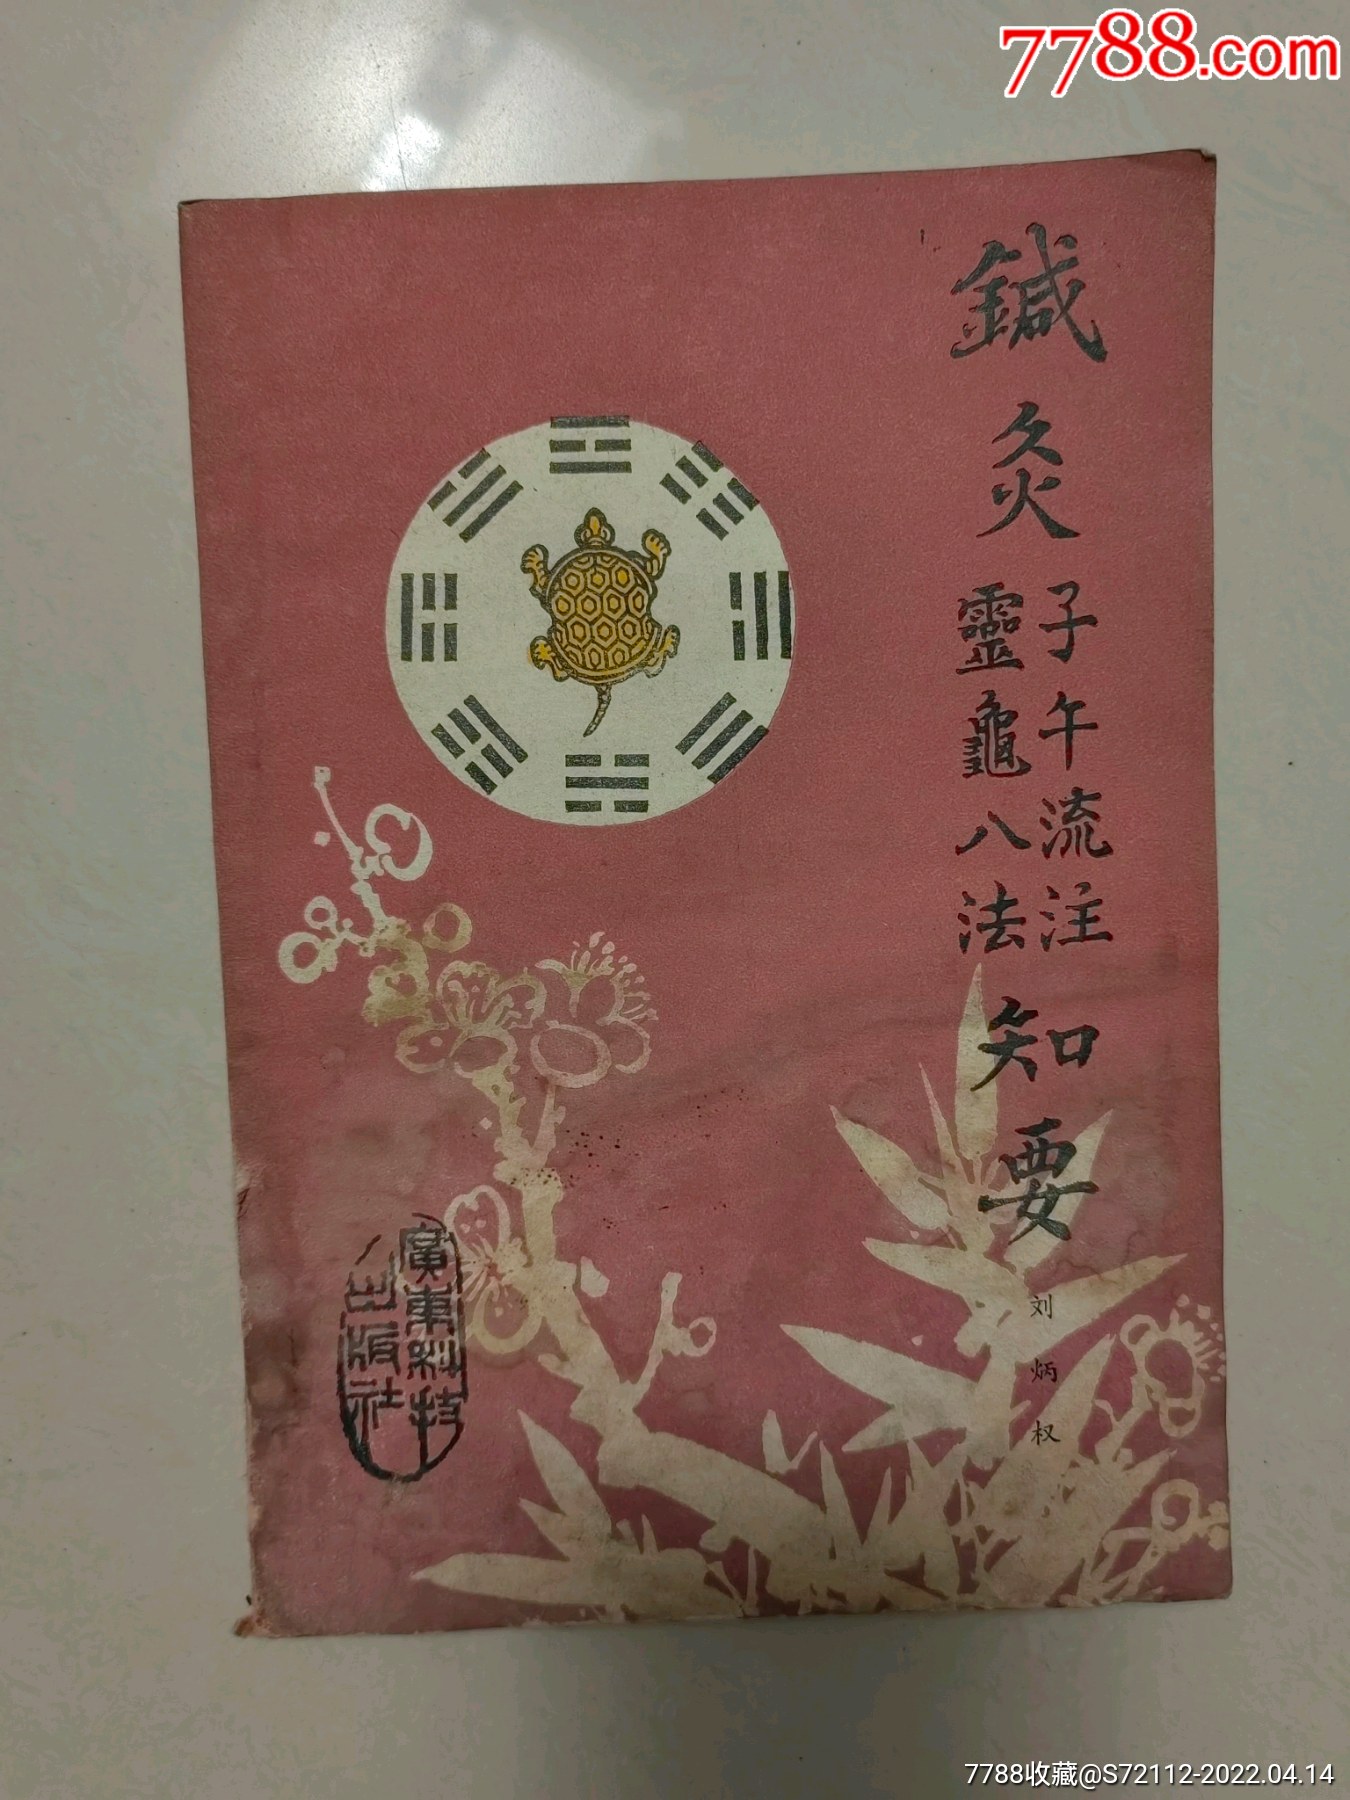 7788.com
鍼灸
子午流注
靈龜八法
知要
刘炳权
廣東科技
出版社
7788收藏@S72112-2022.04.14